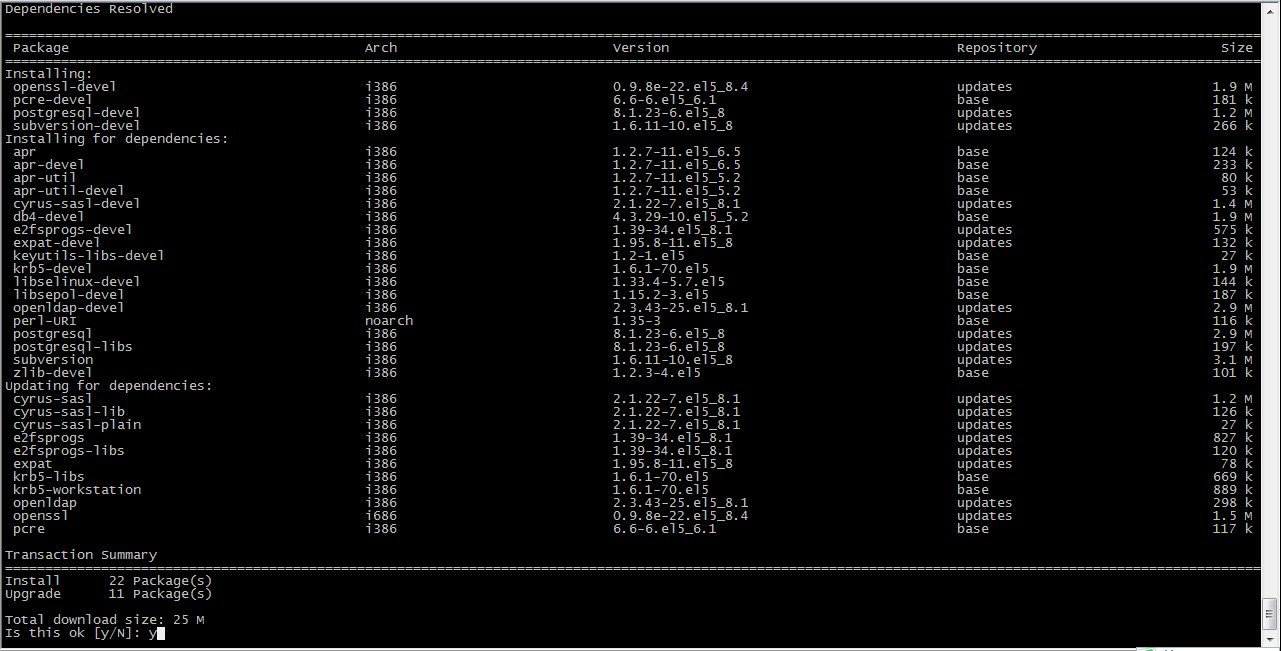 Dependencies Resolved
================================================================================
Package Arch Version Repository Size
================================================================================
Installing:
openssl-devel i386 0.9.8e-22.el5_8.4 updates 1.9 M
pcre-devel i386 6.6-6.el5_6.1 base 181 k
postgresql-devel i386 8.1.23-6.el5_8 updates 1.2 M
subversion-devel i386 1.6.11-10.el5_8 updates 266 k
Installing for dependencies:
apr i386 1.2.7-11.el5_6.5 base 124 k
apr-devel i386 1.2.7-11.el5_6.5 base 233 k
apr-util i386 1.2.7-11.el5_5.2 base 80 k
apr-util-devel i386 1.2.7-11.el5_5.2 base 53 k
cyrus-sasl-devel i386 2.1.22-7.el5_8.1 updates 1.4 M
db4-devel i386 4.3.29-10.el5_5.2 base 1.9 M
e2fsprogs-devel i386 1.39-34.el5_8.1 updates 575 k
expat-devel i386 1.95.8-11.el5_8 updates 132 k
keyutils-libs-devel i386 1.2-1.el5 base 27 k
krb5-devel i386 1.6.1-70.el5 base 1.9 M
libselinux-devel i386 1.33.4-5.7.el5 base 144 k
libsepol-devel i386 1.15.2-3.el5 base 187 k
openldap-devel i386 2.3.43-25.el5_8.1 updates 2.9 M
perl-URI noarch 1.35-3 base 116 k
postgresql i386 8.1.23-6.el5_8 updates 2.9 M
postgresql-libs i386 8.1.23-6.el5_8 updates 197 k
subversion i386 1.6.11-10.el5_8 updates 3.1 M
zlib-devel i386 1.2.3-4.el5 base 101 k
Updating for dependencies:
cyrus-sasl i386 2.1.22-7.el5_8.1 updates 1.2 M
cyrus-sasl-lib i386 2.1.22-7.el5_8.1 updates 126 k
cyrus-sasl-plain i386 2.1.22-7.el5_8.1 updates 27 k
e2fsprogs i386 1.39-34.el5_8.1 updates 827 k
e2fsprogs-libs i386 1.39-34.el5_8.1 updates 120 k
expat i386 1.95.8-11.el5_8 updates 78 k
krb5-libs i386 1.6.1-70.el5 base 669 k
krb5-workstation i386 1.6.1-70.el5 base 889 k
openldap i386 2.3.43-25.el5_8.1 updates 298 k
openssl i686 0.9.8e-22.el5_8.4 updates 1.5 M
pcre i386 6.6-6.el5_6.1 base 117 k
Transaction Summary
================================================================================
Install 22 Package(s)
Upgrade 11 Package(s)
Total download size: 25 M
Is this ok [y/N]: y